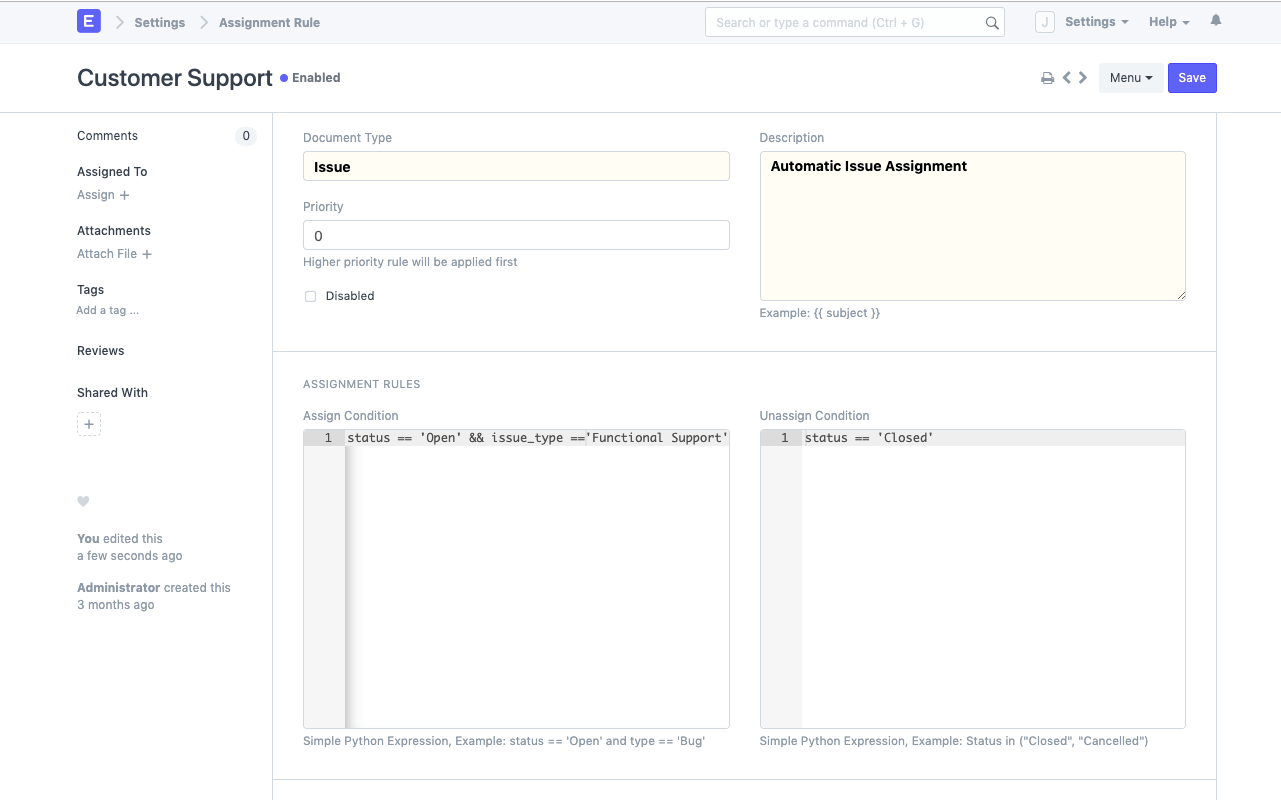 E Settings Assignment Rule Search or type a command (Ctrl + G) J Settings Help
Customer Support Enabled Menu Save
Comments 0
Assigned To
Assign +
Attachments
Attach File +
Tags
Add a tag ...
Reviews
Shared With
+
You edited this
a few seconds ago
Administrator created this
3 months ago
Document Type
Issue
Priority
0
Higher priority rule will be applied first
Disabled
Description
Automatic Issue Assignment
Example: {{ subject }}
ASSIGNMENT RULES
Assign Condition
1 status == 'Open' && issue_type =='Functional Support'
Simple Python Expression, Example: status == 'Open' and type == 'Bug'
Unassign Condition
1 status == 'Closed'
Simple Python Expression, Example: Status in ("Closed", "Cancelled")